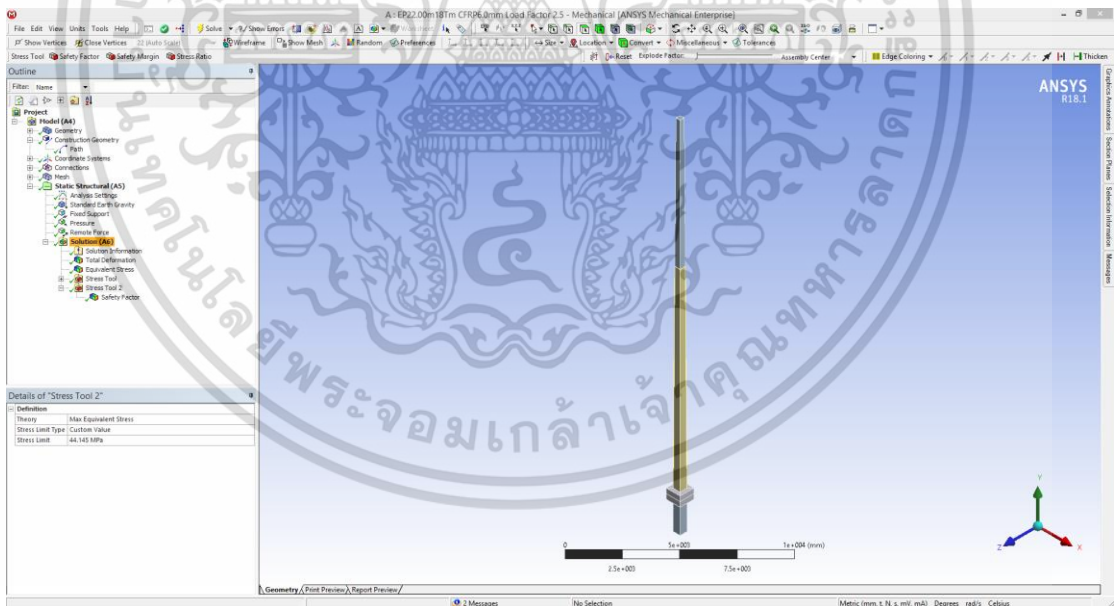 A : EP22.00m18Tm CFRP6.0mm Load Factor 2.5 - Mechanical [ANSYS Mechanical Enterprise]
File Edit View Units Tools Help Solve Show Errors
Show Vertices Close Vertices 22 (Auto Scale) Wireframe Show Mesh Random Preferences Size Location Convert Miscellaneous Tolerances
Stress Tool Safety Factor Safety Margin Stress Ratio Reset Explode Factor: Assembly Center Edge Coloring Thicken
Outline
Filter: Name
Project
Model (A4)
Geometry
Construction Geometry
Path
Coordinate Systems
Connections
Mesh
Static Structural (A5)
Analysis Settings
Standard Earth Gravity
Fixed Support
Pressure
Remote Force
Solution (A6)
Solution Information
Total Deformation
Equivalent Stress
Stress Tool
Stress Tool 2
Safety Factor
Details of "Stress Tool 2"
Definition
Theory Max Equivalent Stress
Stress Limit Type Custom Value
Stress Limit 44.145 MPa
ANSYS
R18.1
Graphics Annotations
Section Planes
Selection Information
Messages
Y
Z
X
0 5e+003 1e+004 (mm)
2.5e+003 7.5e+003
Geometry Print Preview Report Preview
2 Messages No Selection Metric (mm, t, N, s, mV, mA) Degrees rad/s Celsius
พระจอมเกล้าเจ้าคุณทหารลาดก